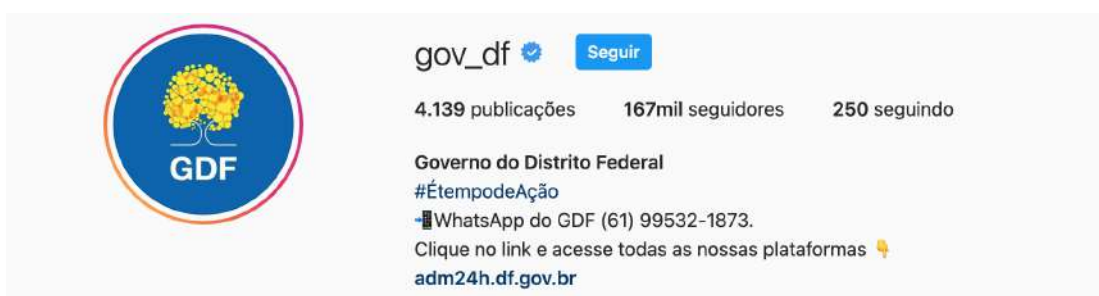 GDF
gov_df Seguir
4.139 publicações 167mil seguidores 250 seguindo
Governo do Distrito Federal
#ÉtempodeAção
📲WhatsApp do GDF (61) 99532-1873.
Clique no link e acesse todas as nossas plataformas 👇
adm24h.df.gov.br